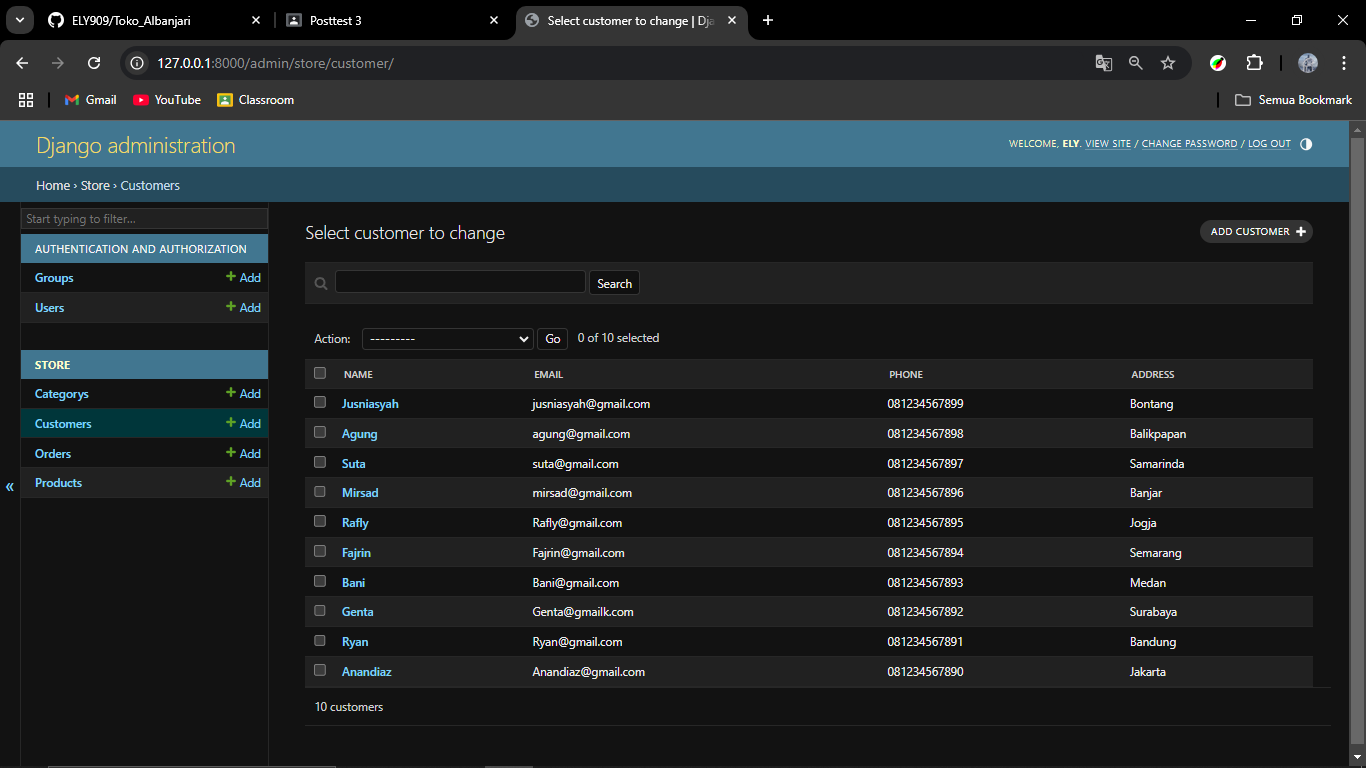 ELY909/Toko_Albanjari
Posttest 3
Select customer to change | Dja
127.0.0.1:8000/admin/store/customer/
Gmail
YouTube
Classroom
Semua Bookmark
Django administration
WELCOME, ELY. VIEW SITE / CHANGE PASSWORD / LOG OUT
Home › Store › Customers
Start typing to filter...
AUTHENTICATION AND AUTHORIZATION
Groups + Add
Users + Add
STORE
Categorys + Add
Customers + Add
Orders + Add
Products + Add
«
Select customer to change
ADD CUSTOMER +
Search
Action: --------- Go 0 of 10 selected
NAME EMAIL PHONE ADDRESS
Jusniasyah jusniasyah@gmail.com 081234567899 Bontang
Agung agung@gmail.com 081234567898 Balikpapan
Suta suta@gmail.com 081234567897 Samarinda
Mirsad mirsad@gmail.com 081234567896 Banjar
Rafly Rafly@gmail.com 081234567895 Jogja
Fajrin Fajrin@gmail.com 081234567894 Semarang
Bani Bani@gmail.com 081234567893 Medan
Genta Genta@gmailk.com 081234567892 Surabaya
Ryan Ryan@gmail.com 081234567891 Bandung
Anandiaz Anandiaz@gmail.com 081234567890 Jakarta
10 customers